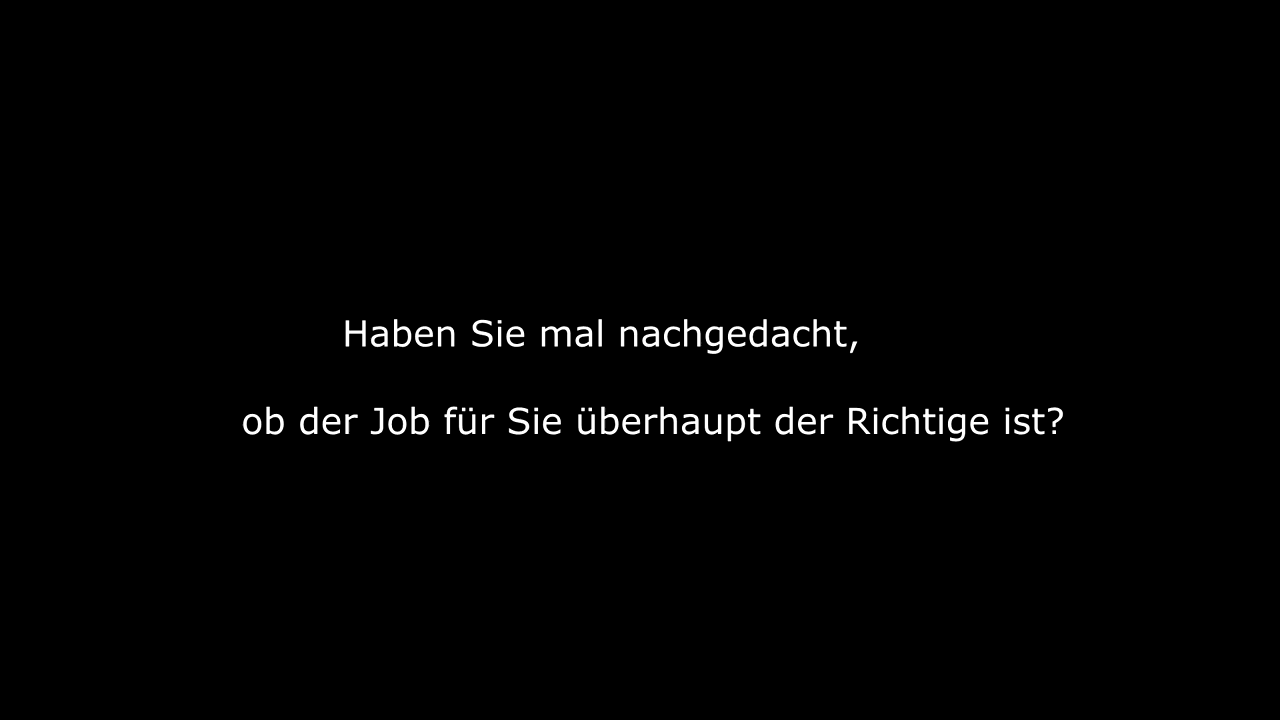 Haben Sie mal nachgedacht,
ob der Job für Sie überhaupt der Richtige ist?